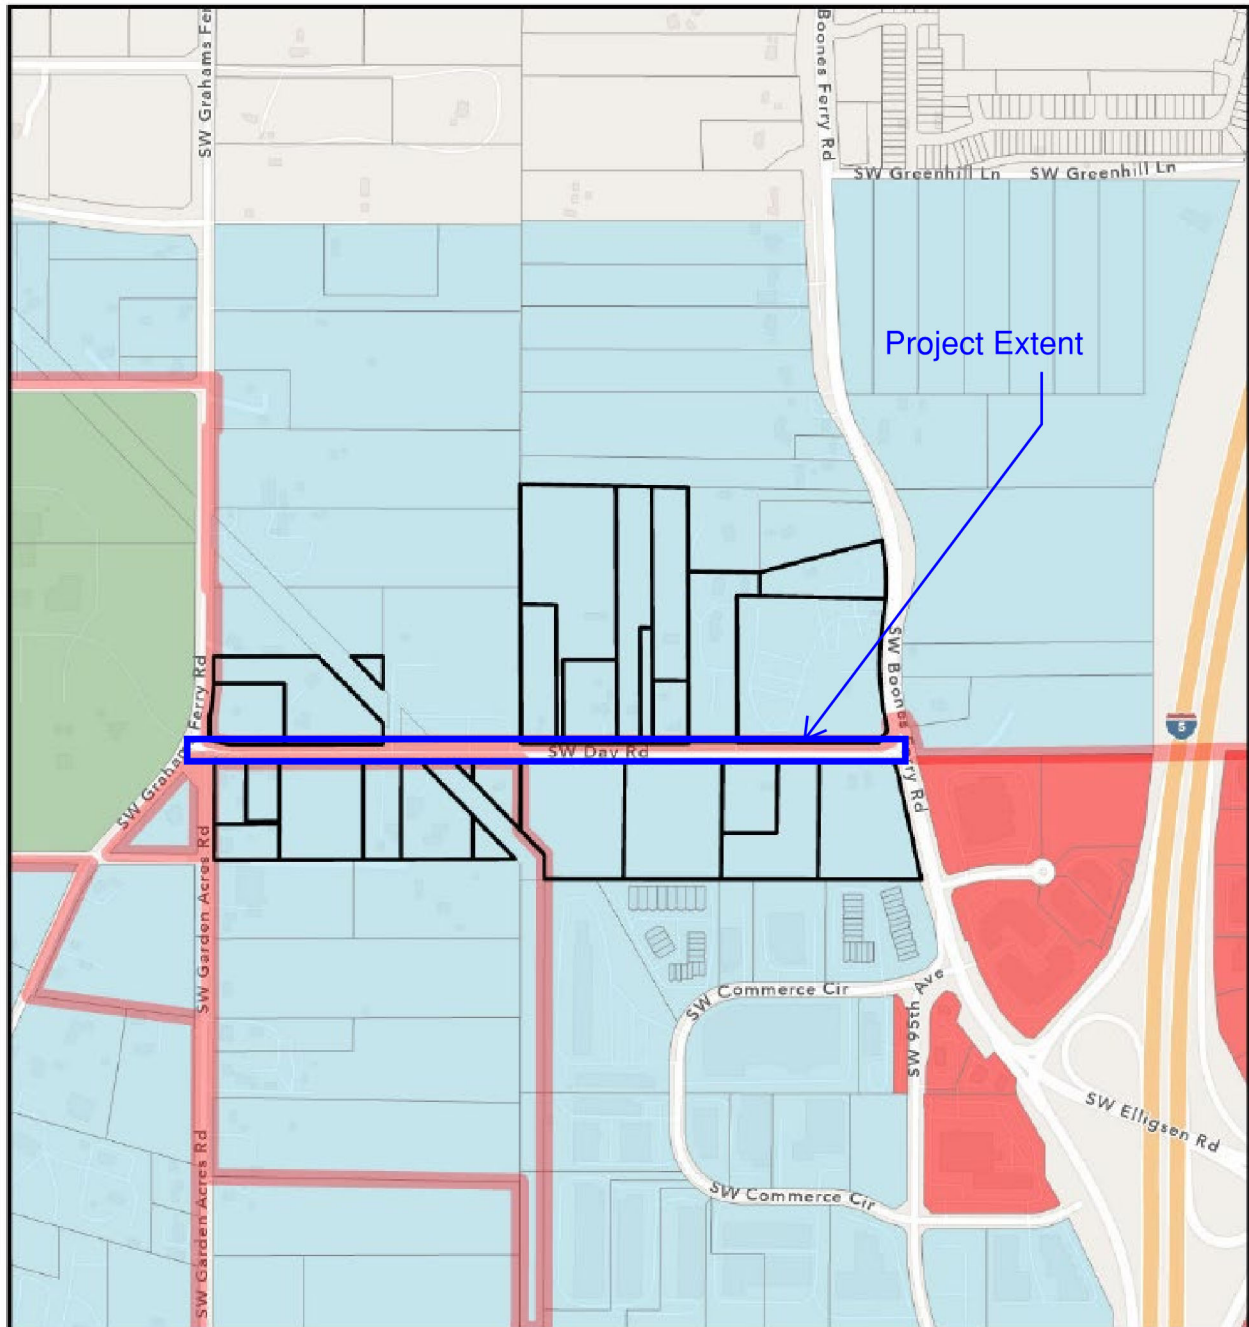 SW Grahams Fer
Boones Ferry Rd
SW Greenhill Ln
SW Greenhill Ln
Project Extent
SW Boones Ferry Rd
SW Graham Ferry Rd
SW Day Rd
5
SW Garden Acres Rd
SW Commerce Cir
SW 95th Ave
SW Elligsen Rd
SW Garden Acres Rd
SW Commerce Cir